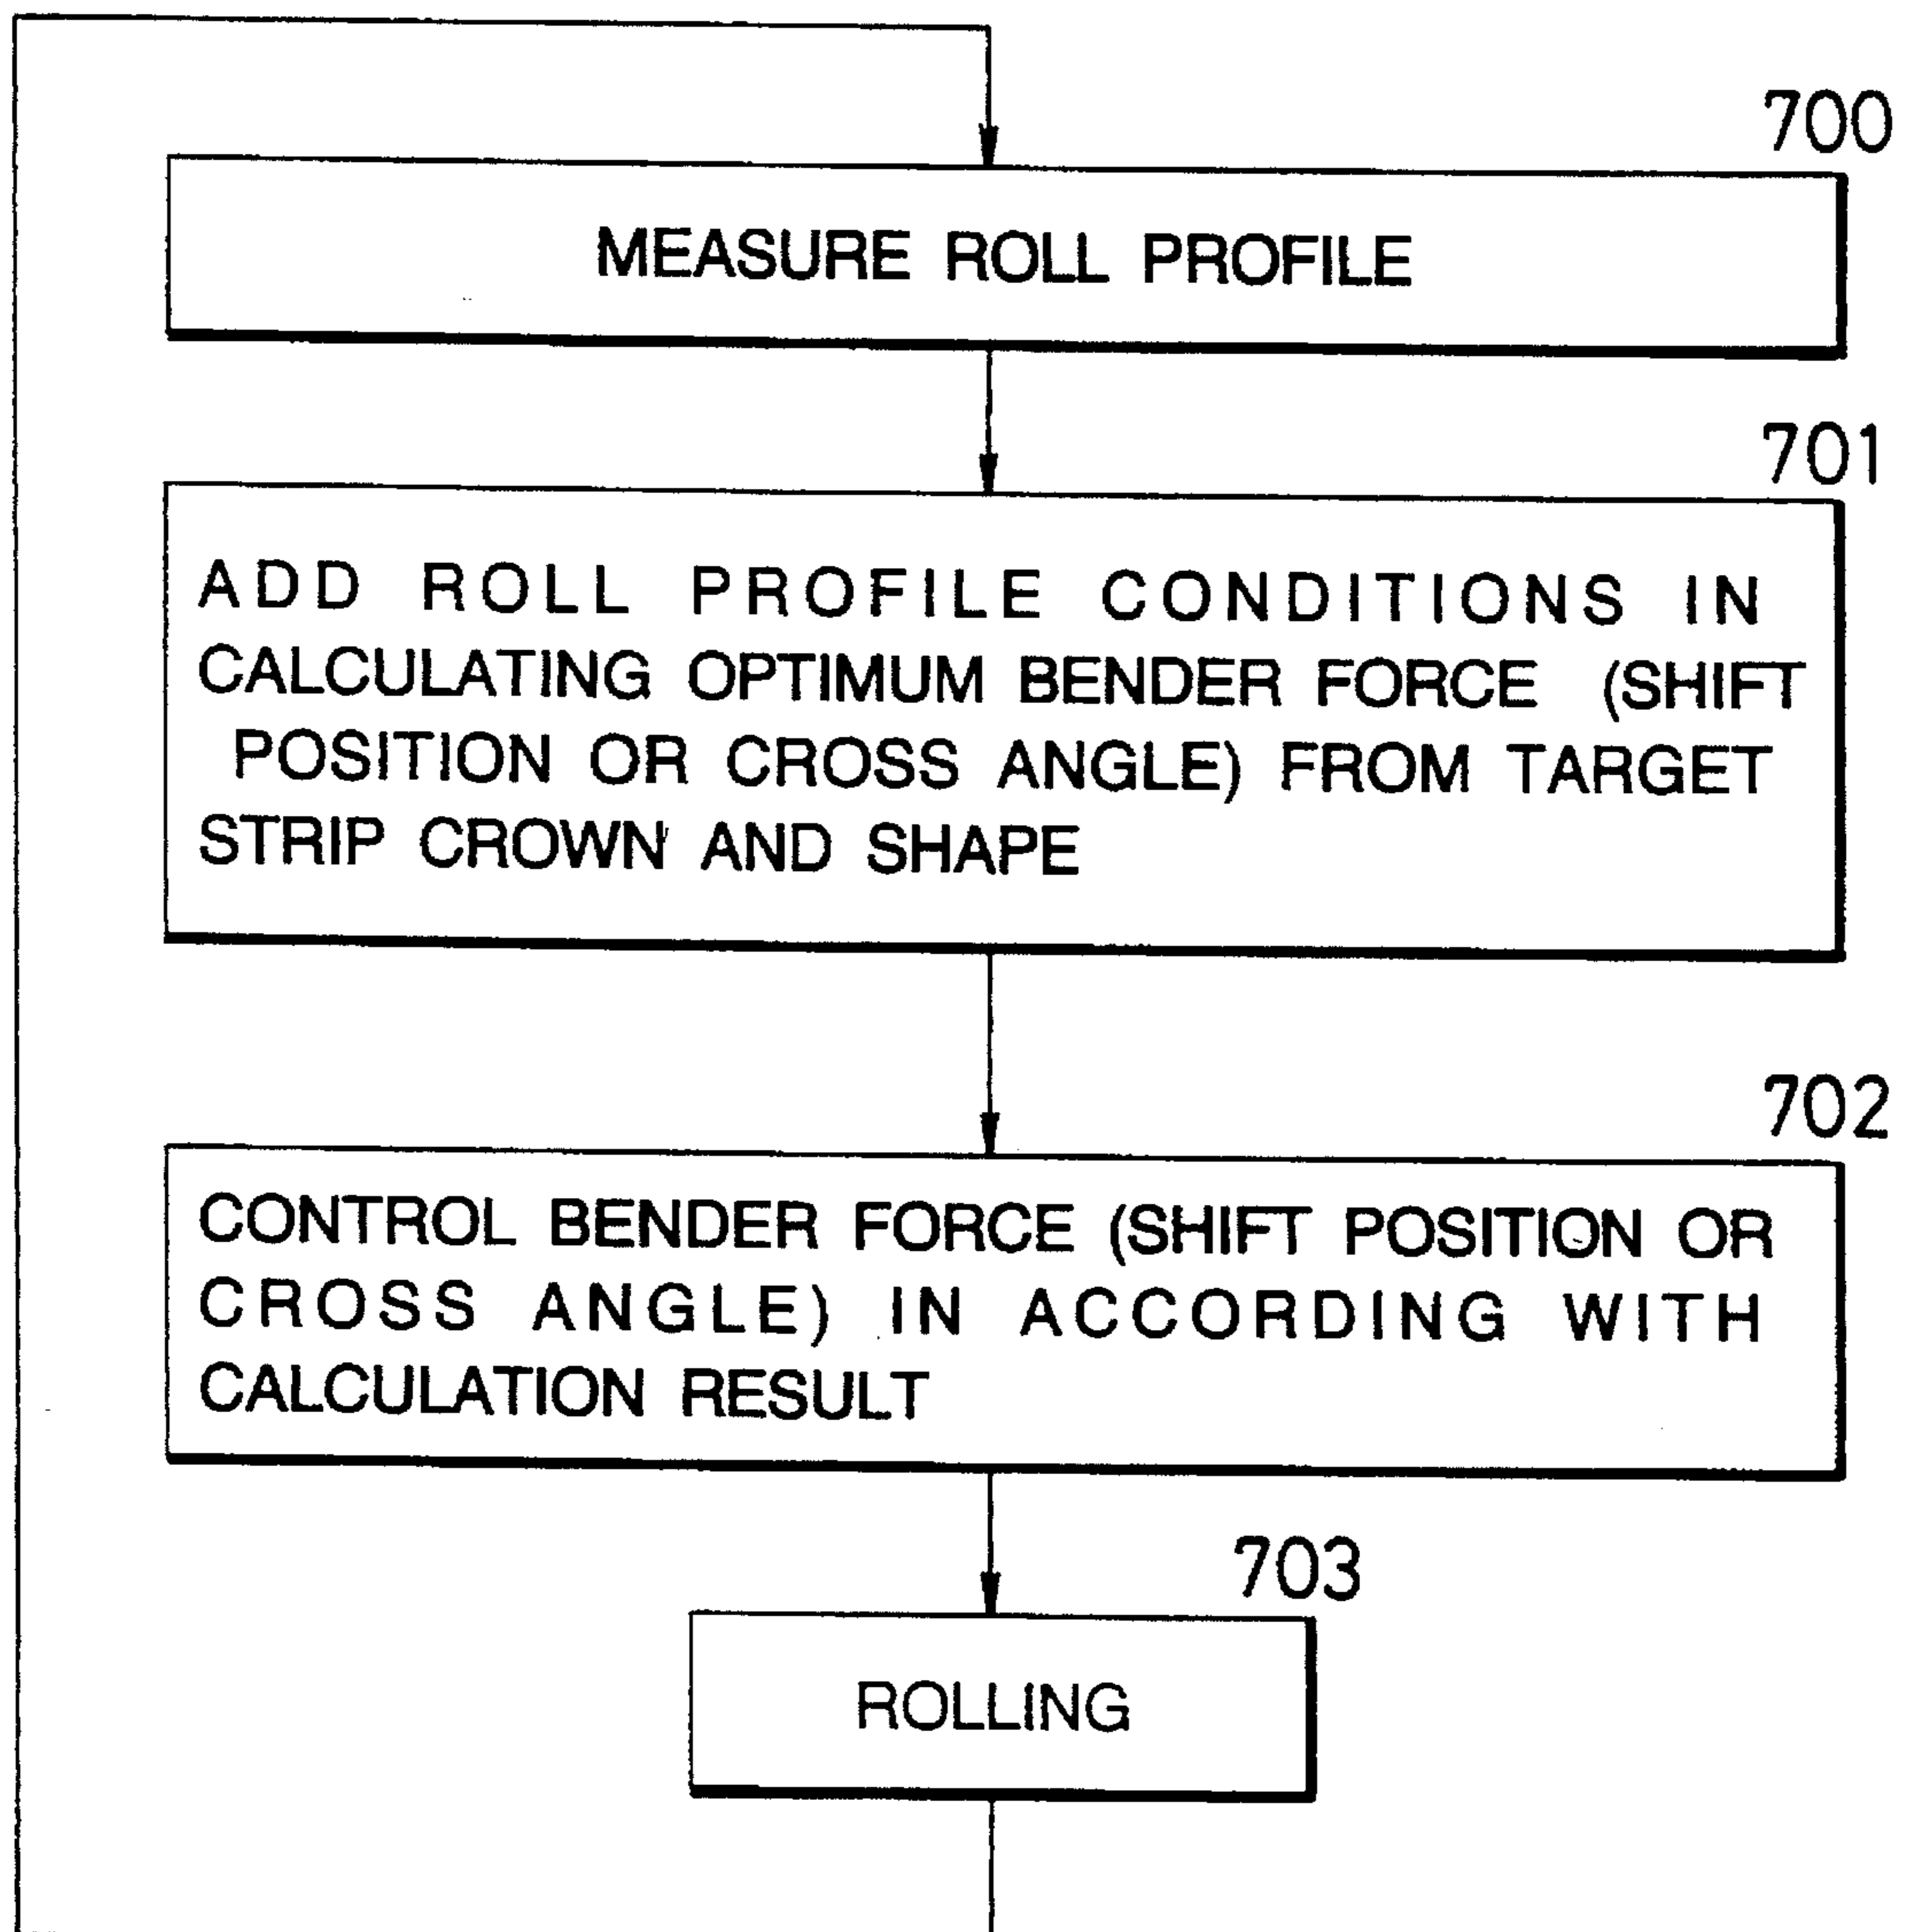 700
MEASURE ROLL PROFILE
701
ADD ROLL PROFILE CONDITIONS IN
CALCULATING OPTIMUM BENDER FORCE (SHIFT
POSITION OR CROSS ANGLE) FROM TARGET
STRIP CROWN AND SHAPE
702
CONTROL BENDER FORCE (SHIFT POSITION OR
CROSS ANGLE) IN ACCORDING WITH
CALCULATION RESULT
703
ROLLING